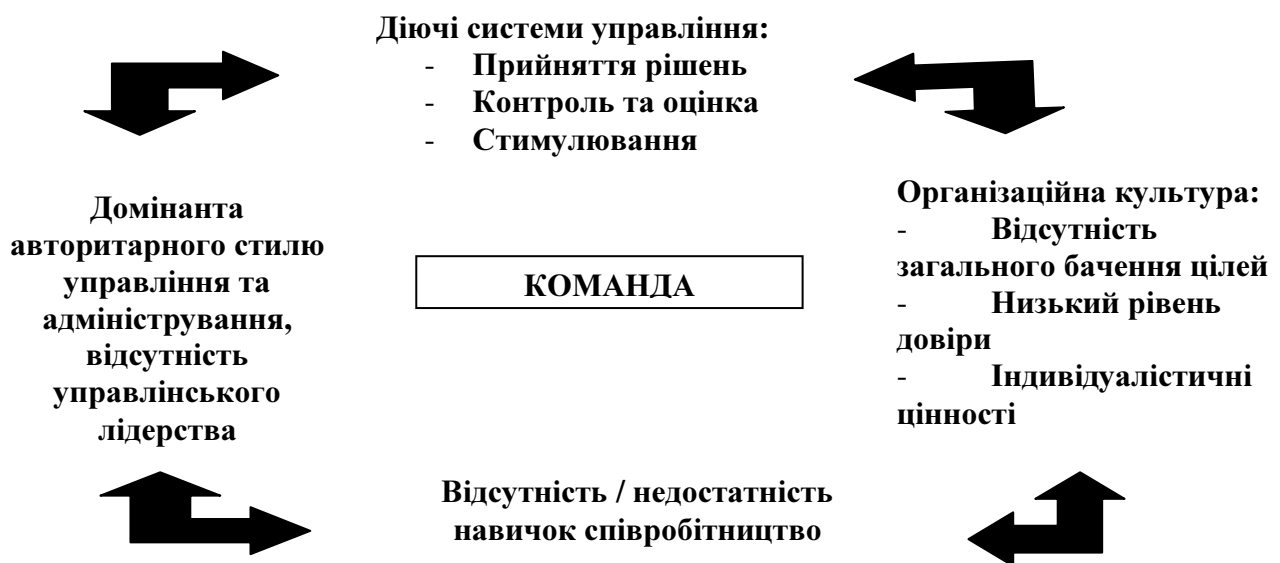 Діючі системи управління:
- Прийняття рішень
- Контроль та оцінка
- Стимулювання
Домінанта
авторитарного стилю
управління та
адміністрування,
відсутність
управлінського
лідерства
КОМАНДА
Організаційна культура:
- Відсутність
загального бачення цілей
- Низький рівень
довіри
- Індивідуалістичні
цінності
Відсутність / недостатність
навичок співробітництво